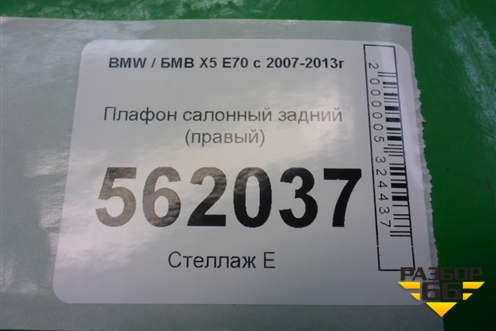 BMW / БМВ X5 E70 с 2007-2013г
Плафон салонный задний
(правый)
562037
Стеллаж Е
2000005324437
РАЗБОР
66